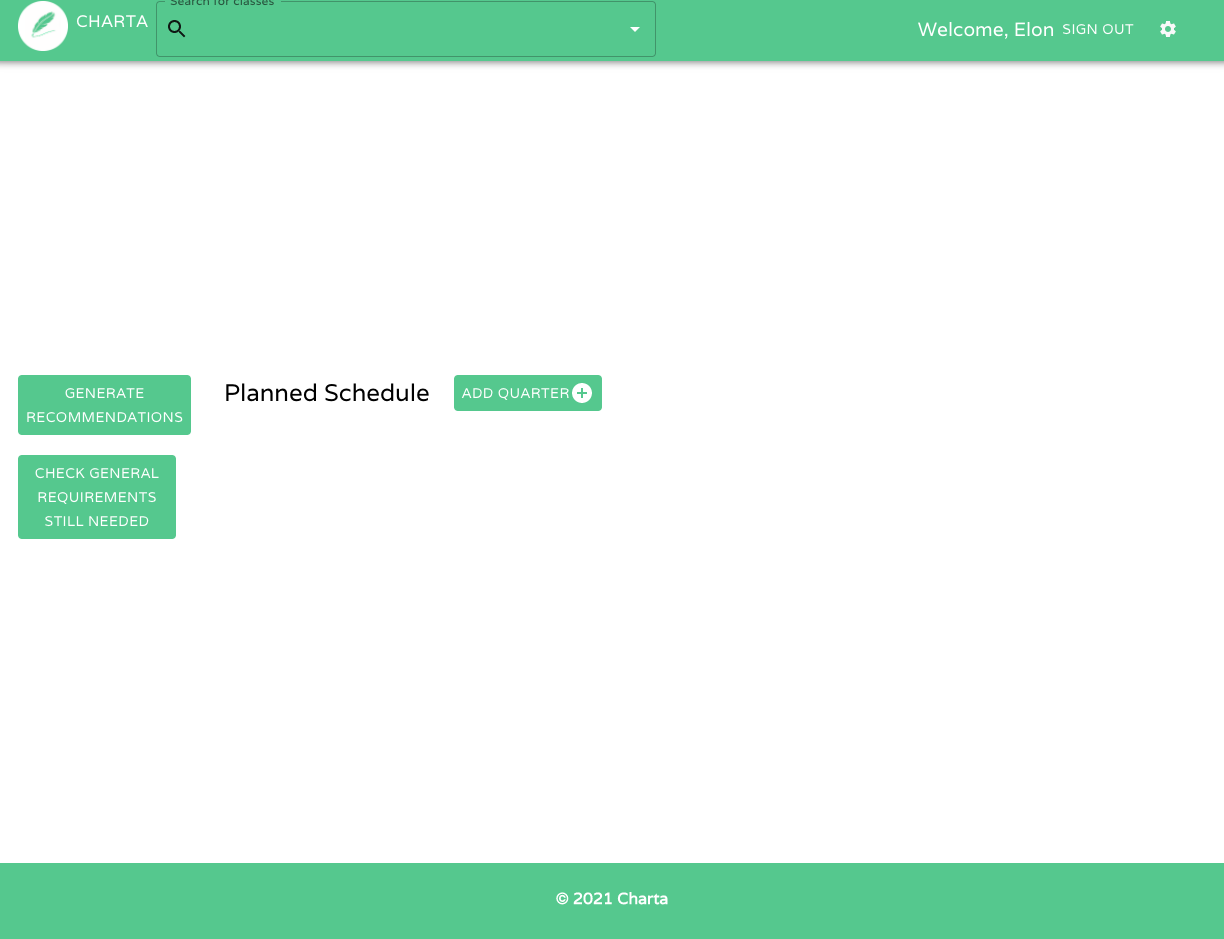 CHARTA
Search for classes
Welcome, Elon
SIGN OUT
GENERATE
RECOMMENDATIONS
Planned Schedule
ADD QUARTER
CHECK GENERAL
REQUIREMENTS
STILL NEEDED
© 2021 Charta